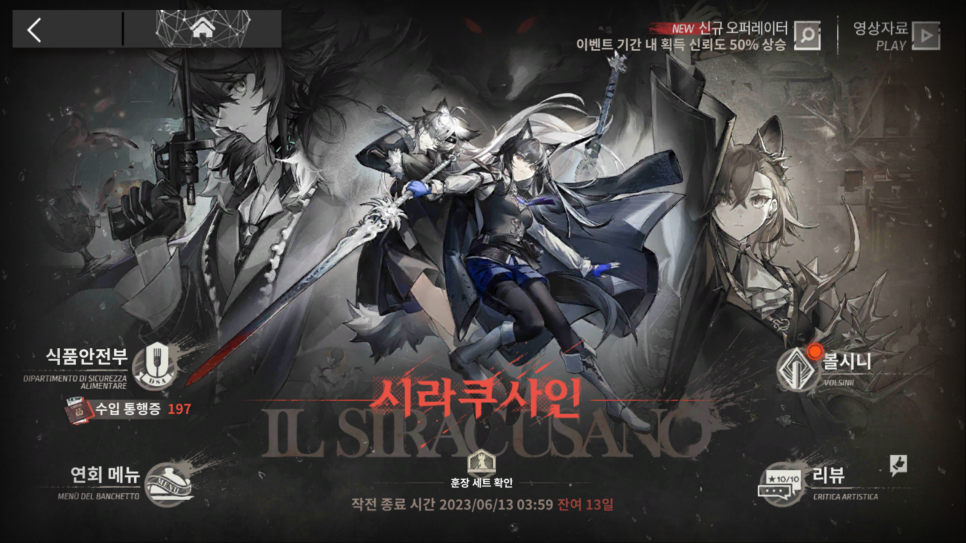 NEW 신규 오퍼레이터
이벤트 기간 내 획득 신뢰도 50% 상승
영상자료
PLAY
식품안전부
DIPARTIMENTO DI SICUREZZA
ALIMENTARE
DSA
수입 통행증 197
볼시니
VOLSINII
시라쿠사인
IL SIRACUSANO
연회 메뉴
MENÙ DEL BANCHETTO
MENU
훈장 세트 확인
작전 종료 시간 2023/06/13 03:59 잔여 13일
★10/10
리뷰
CRITICA ARTISTICA